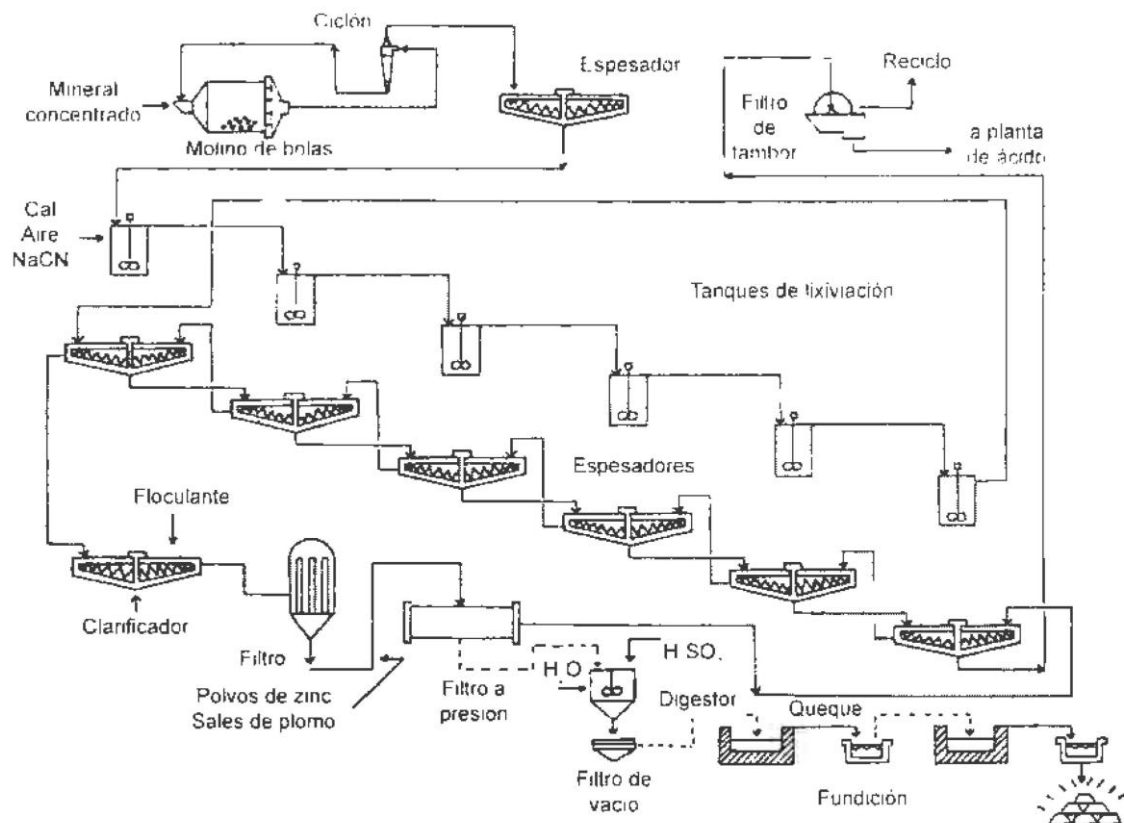 Ciclón
Mineral
concentrado
Molino de bolas
Espesador
Reciclo
Filtro
de
tambor
a planta
de ácido
Cal
Aire
NaCN
Tanques de lixiviación
Espesadores
Floculante
Clarificador
Filtro
Polvos de zinc
Sales de plomo
Filtro a
presion
H O
H SO
Digestor
Filtro de
vacio
Queque
Fundición